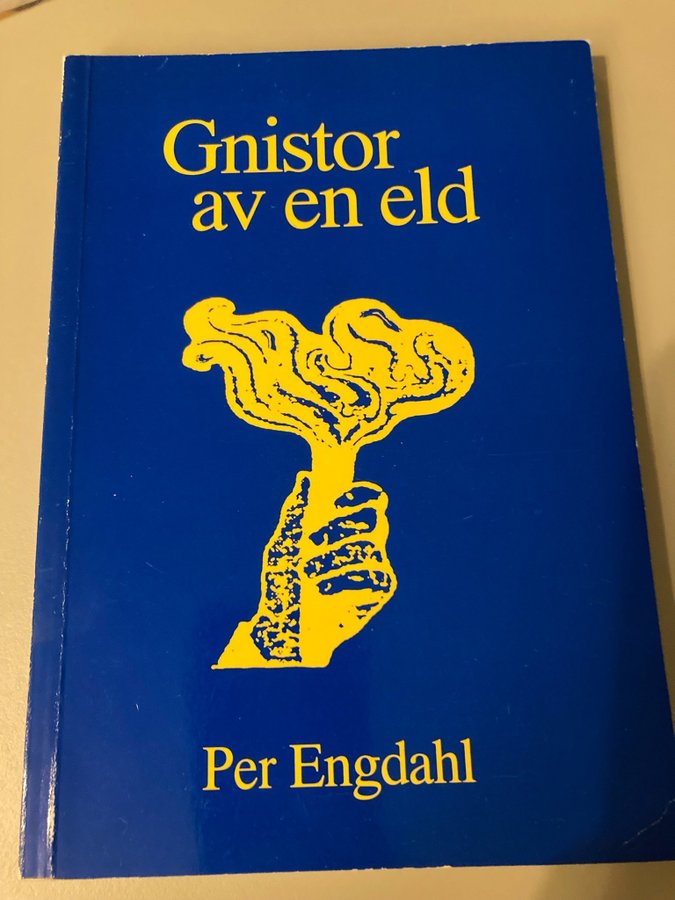 Gnistor
av en eld
Per Engdahl